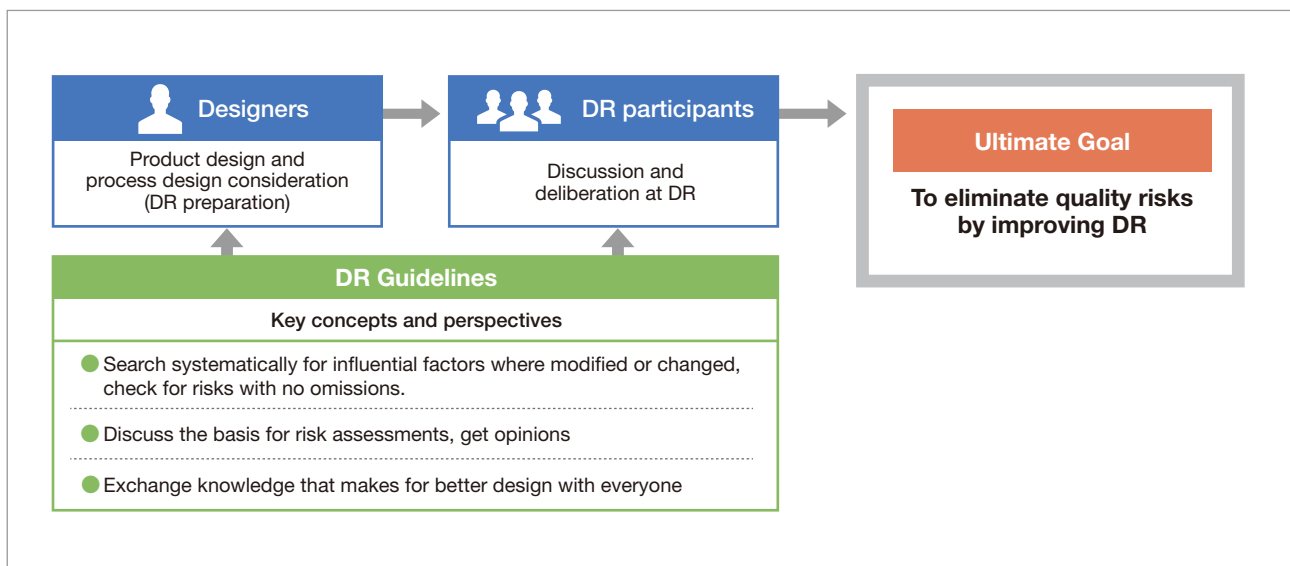 Designers
Product design and
process design consideration
(DR preparation)
DR participants
Discussion and
deliberation at DR
Ultimate Goal
To eliminate quality risks
by improving DR
DR Guidelines
Key concepts and perspectives
Search systematically for influential factors where modified or changed,
check for risks with no omissions.
Discuss the basis for risk assessments, get opinions
Exchange knowledge that makes for better design with everyone